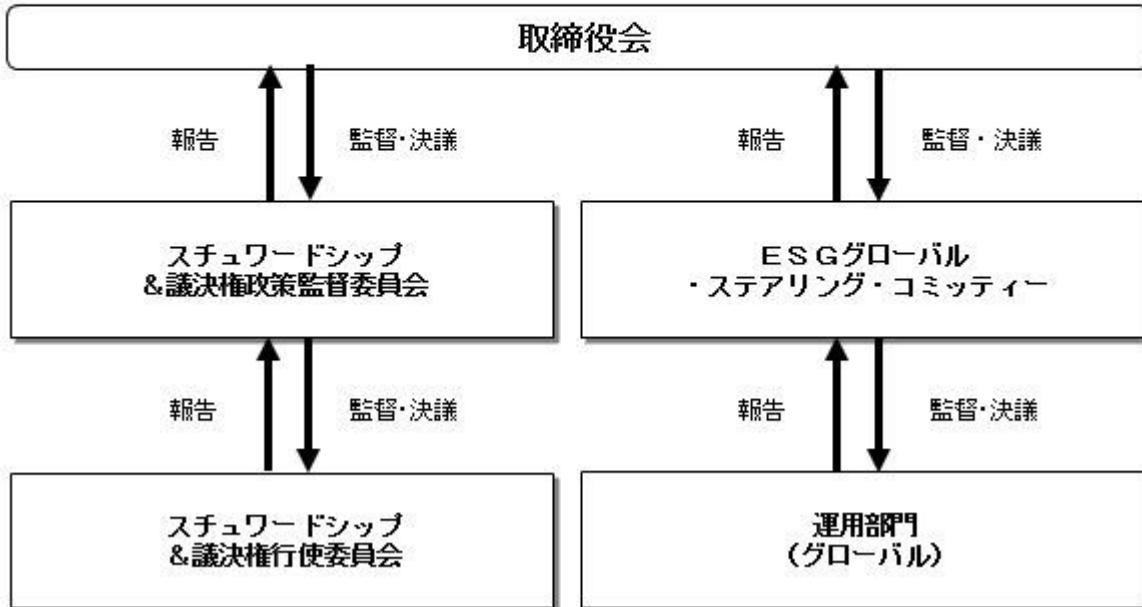 取締役会
報告
監督･決議
報告
監督・決議
スチュワードシップ
&議決権政策監督委員会
ＥＳＧグローバル
・ステアリング・コミッティー
報告
監督･決議
報告
監督･決議
スチュワードシップ
&議決権行使委員会
運用部門
（グローバル）